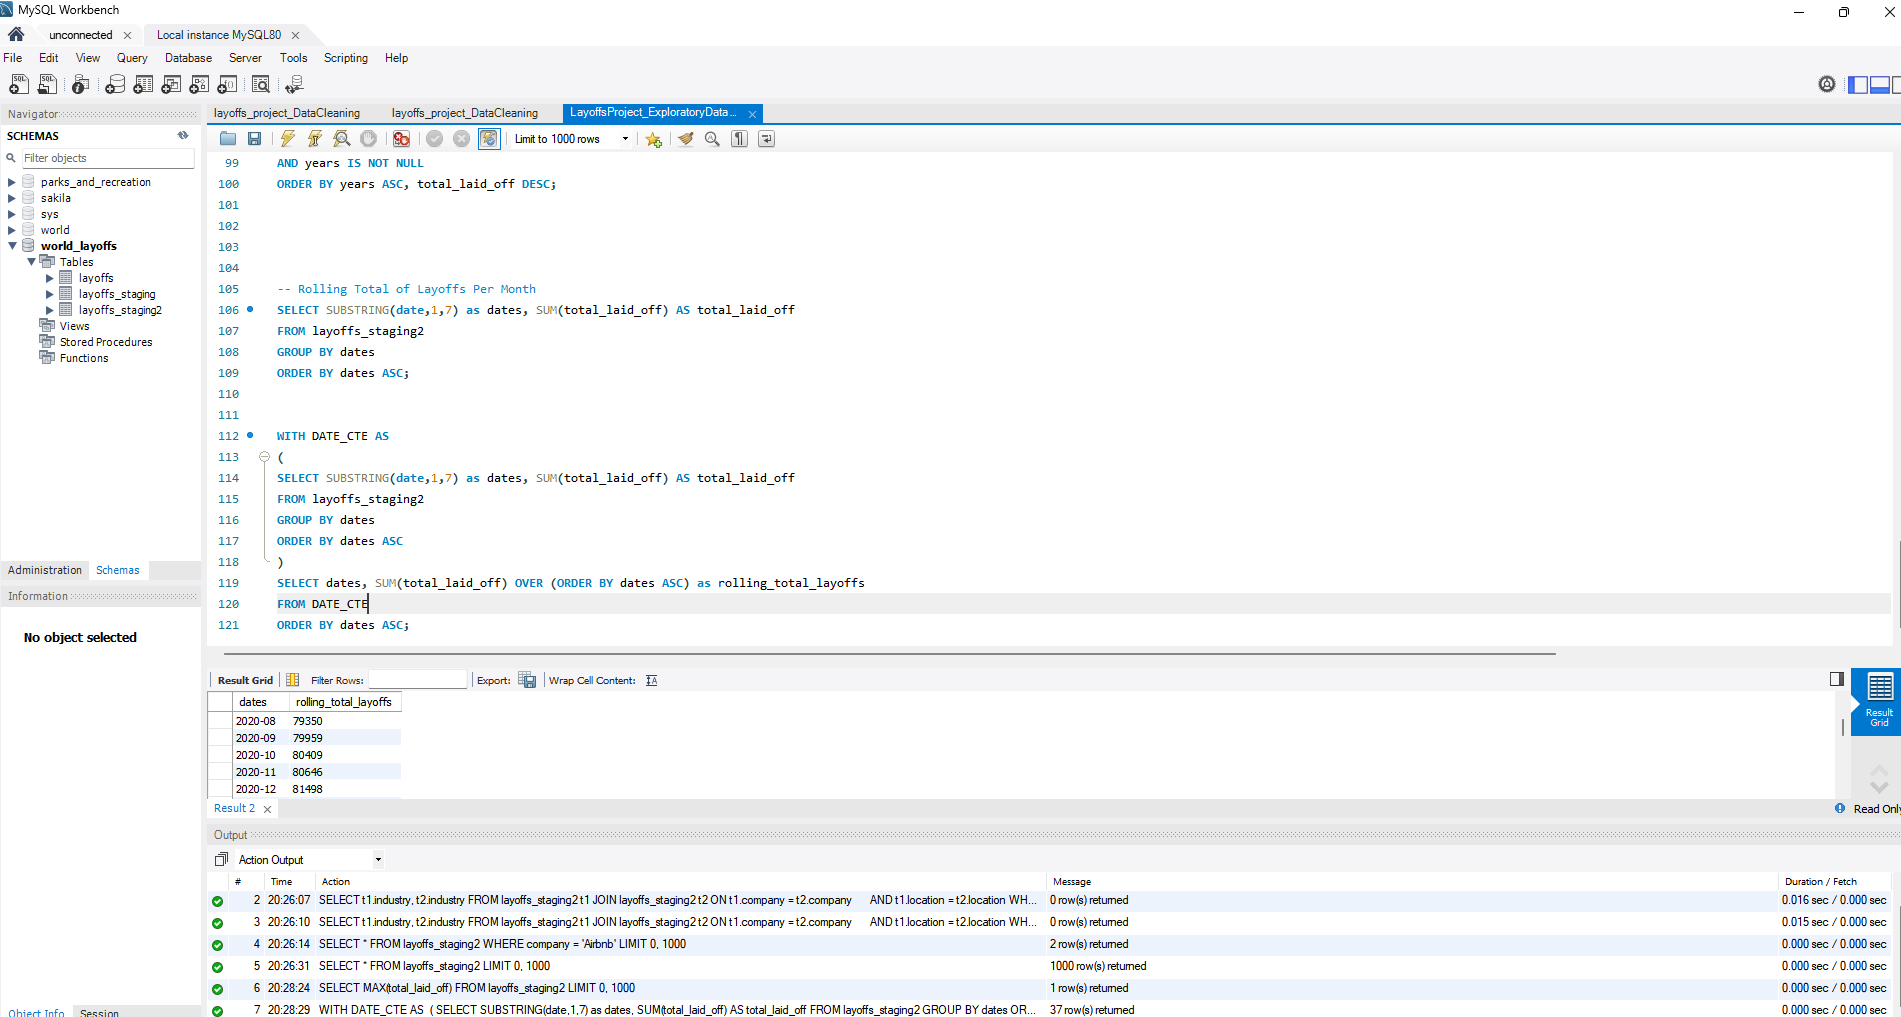 MySQL Workbench
unconnected
Local instance MySQL80
File Edit View Query Database Server Tools Scripting Help
Navigator
layoffs_project_DataCleaning
layoffs_project_DataCleaning
LayoffsProject_ExploratoryData...
SCHEMAS
Limit to 1000 rows
Filter objects
parks_and_recreation
sakila
sys
world
world_layoffs
Tables
layoffs
layoffs_staging
layoffs_staging2
Views
Stored Procedures
Functions
Administration Schemas
Information
No object selected
Object Info Session
99 AND years IS NOT NULL
100 ORDER BY years ASC, total_laid_off DESC;
101
102
103
104
105 -- Rolling Total of Layoffs Per Month
106 SELECT SUBSTRING(date,1,7) as dates, SUM(total_laid_off) AS total_laid_off
107 FROM layoffs_staging2
108 GROUP BY dates
109 ORDER BY dates ASC;
110
111
112 WITH DATE_CTE AS
113 (
114 SELECT SUBSTRING(date,1,7) as dates, SUM(total_laid_off) AS total_laid_off
115 FROM layoffs_staging2
116 GROUP BY dates
117 ORDER BY dates ASC
118 )
119 SELECT dates, SUM(total_laid_off) OVER (ORDER BY dates ASC) as rolling_total_layoffs
120 FROM DATE_CTE
121 ORDER BY dates ASC;
Result Grid Filter Rows: Export: Wrap Cell Content:
dates rolling_total_layoffs
2020-08 79350
2020-09 79959
2020-10 80409
2020-11 80646
2020-12 81498
Result
Grid
Result 2
Read Only
Output
Action Output
# Time Action Message Duration / Fetch
2 20:26:07 SELECT t1.industry, t2.industry FROM layoffs_staging2 t1 JOIN layoffs_staging2 t2 ON t1.company = t2.company AND t1.location = t2.location WH... 0 row(s) returned 0.016 sec / 0.000 sec
3 20:26:10 SELECT t1.industry, t2.industry FROM layoffs_staging2 t1 JOIN layoffs_staging2 t2 ON t1.company = t2.company AND t1.location = t2.location WH... 0 row(s) returned 0.015 sec / 0.000 sec
4 20:26:14 SELECT * FROM layoffs_staging2 WHERE company = 'Airbnb' LIMIT 0, 1000 2 row(s) returned 0.000 sec / 0.000 sec
5 20:26:31 SELECT * FROM layoffs_staging2 LIMIT 0, 1000 1000 row(s) returned 0.000 sec / 0.000 sec
6 20:28:24 SELECT MAX(total_laid_off) FROM layoffs_staging2 LIMIT 0, 1000 1 row(s) returned 0.000 sec / 0.000 sec
7 20:28:29 WITH DATE_CTE AS ( SELECT SUBSTRING(date,1,7) as dates, SUM(total_laid_off) AS total_laid_off FROM layoffs_staging2 GROUP BY dates OR... 37 row(s) returned 0.000 sec / 0.000 sec